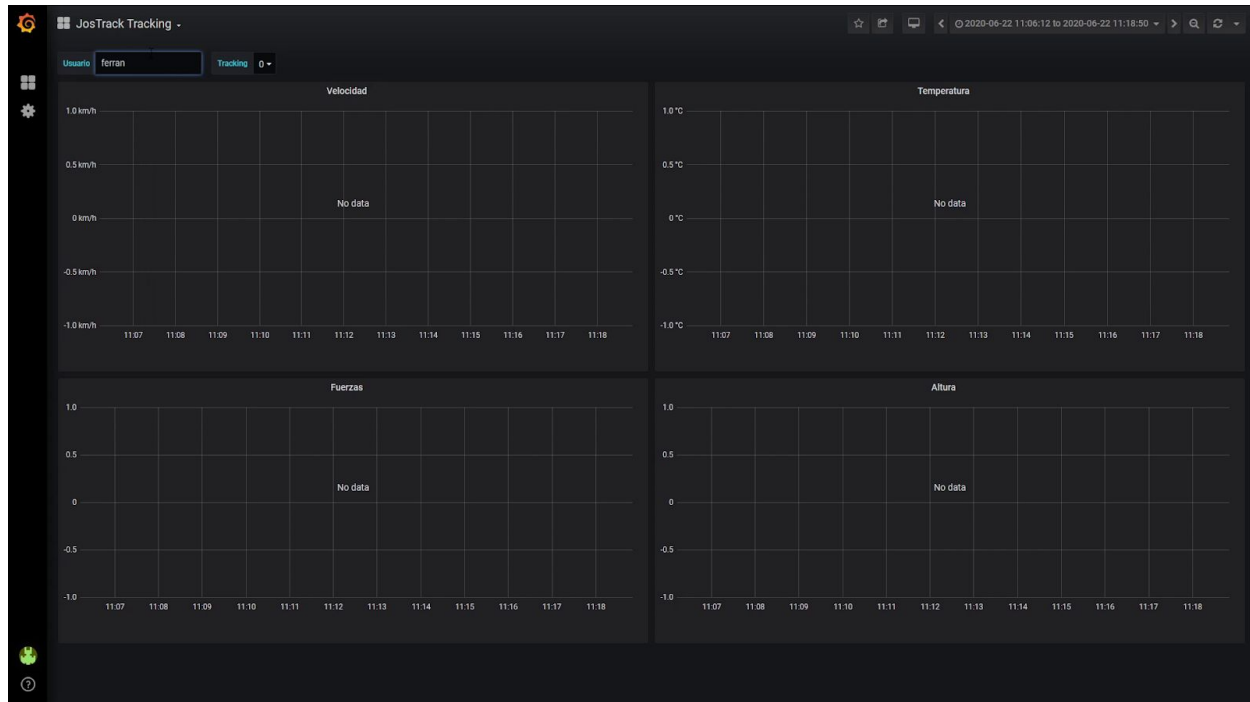 JosTrack Tracking
2020-06-22 11:06:12 to 2020-06-22 11:18:50
Usuario ferran Tracking 0
Velocidad
1.0 km/h
0.5 km/h
No data
0 km/h
-0.5 km/h
-1.0 km/h
11:07 11:08 11:09 11:10 11:11 11:12 11:13 11:14 11:15 11:16 11:17 11:18
Temperatura
1.0 °C
0.5 °C
No data
0 °C
-0.5 °C
-1.0 °C
11:07 11:08 11:09 11:10 11:11 11:12 11:13 11:14 11:15 11:16 11:17 11:18
Fuerzas
1.0
0.5
No data
0
-0.5
-1.0
11:07 11:08 11:09 11:10 11:11 11:12 11:13 11:14 11:15 11:16 11:17 11:18
Altura
1.0
0.5
No data
0
-0.5
-1.0
11:07 11:08 11:09 11:10 11:11 11:12 11:13 11:14 11:15 11:16 11:17 11:18